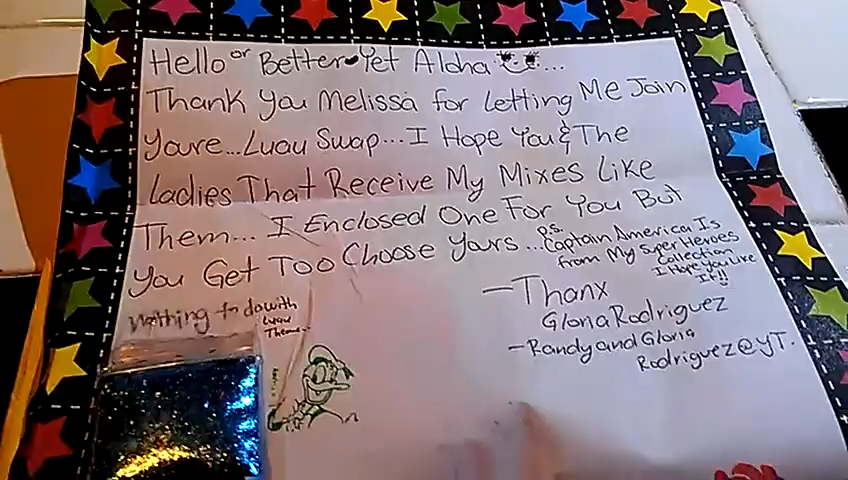 Hello or Better Yet Aloha...
Thank You Melissa for Letting Me Join
Youre...Luau Swap...I Hope You & The
Ladies That Receive My Mixes Like
Them... I Enclosed One For You But
You Get Too Choose Yours...
P.S.
Captain America Is
from My Super Heroes
Collection
I Hope You Like
It!!
—Thanx
Gloria Rodriguez
—Randy and Gloria
Rodriguez@YT.
Nothing to do with
Luau
Theme...